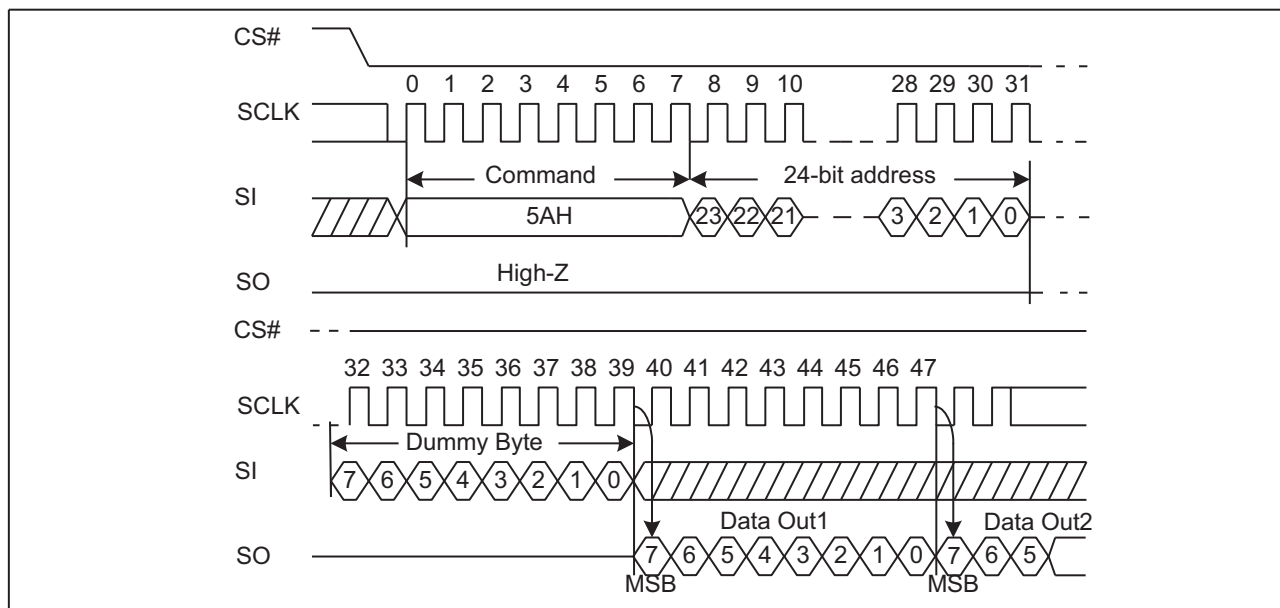 CS#
0 1 2 3 4 5 6 7 8 9 10 28 29 30 31
SCLK
Command 24-bit address
SI
5AH 23 22 21 3 2 1 0
High-Z
SO
CS#
32 33 34 35 36 37 38 39 40 41 42 43 44 45 46 47
SCLK
Dummy Byte
SI
7 6 5 4 3 2 1 0
Data Out1 Data Out2
SO
7 6 5 4 3 2 1 0 7 6 5
MSB MSB